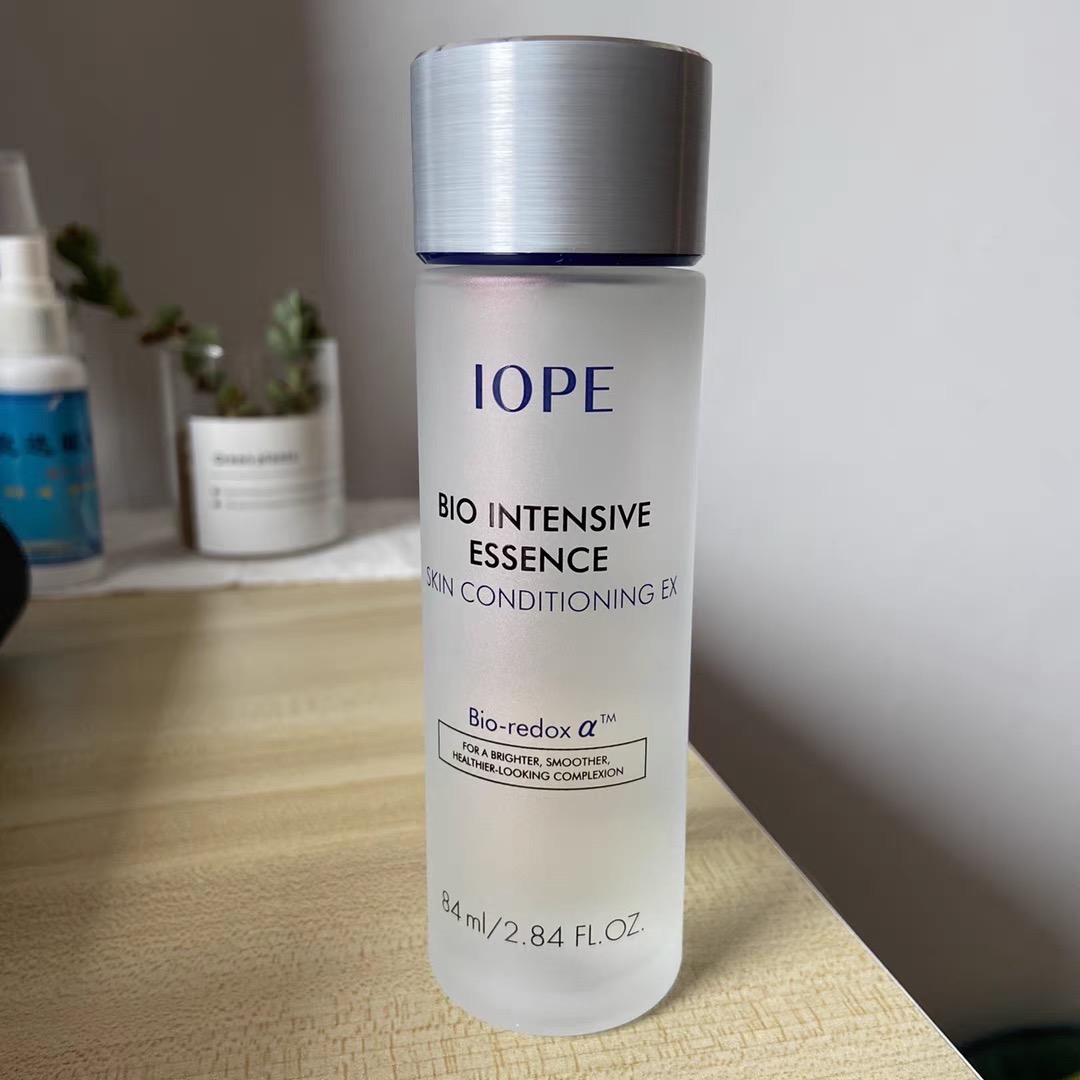 IOPE
BIO INTENSIVE
ESSENCE
SKIN CONDITIONING EX
Bio-redox α™
FOR A BRIGHTER, SMOOTHER,
HEALTHIER-LOOKING COMPLEXION
84 ml/2.84 FL.OZ.